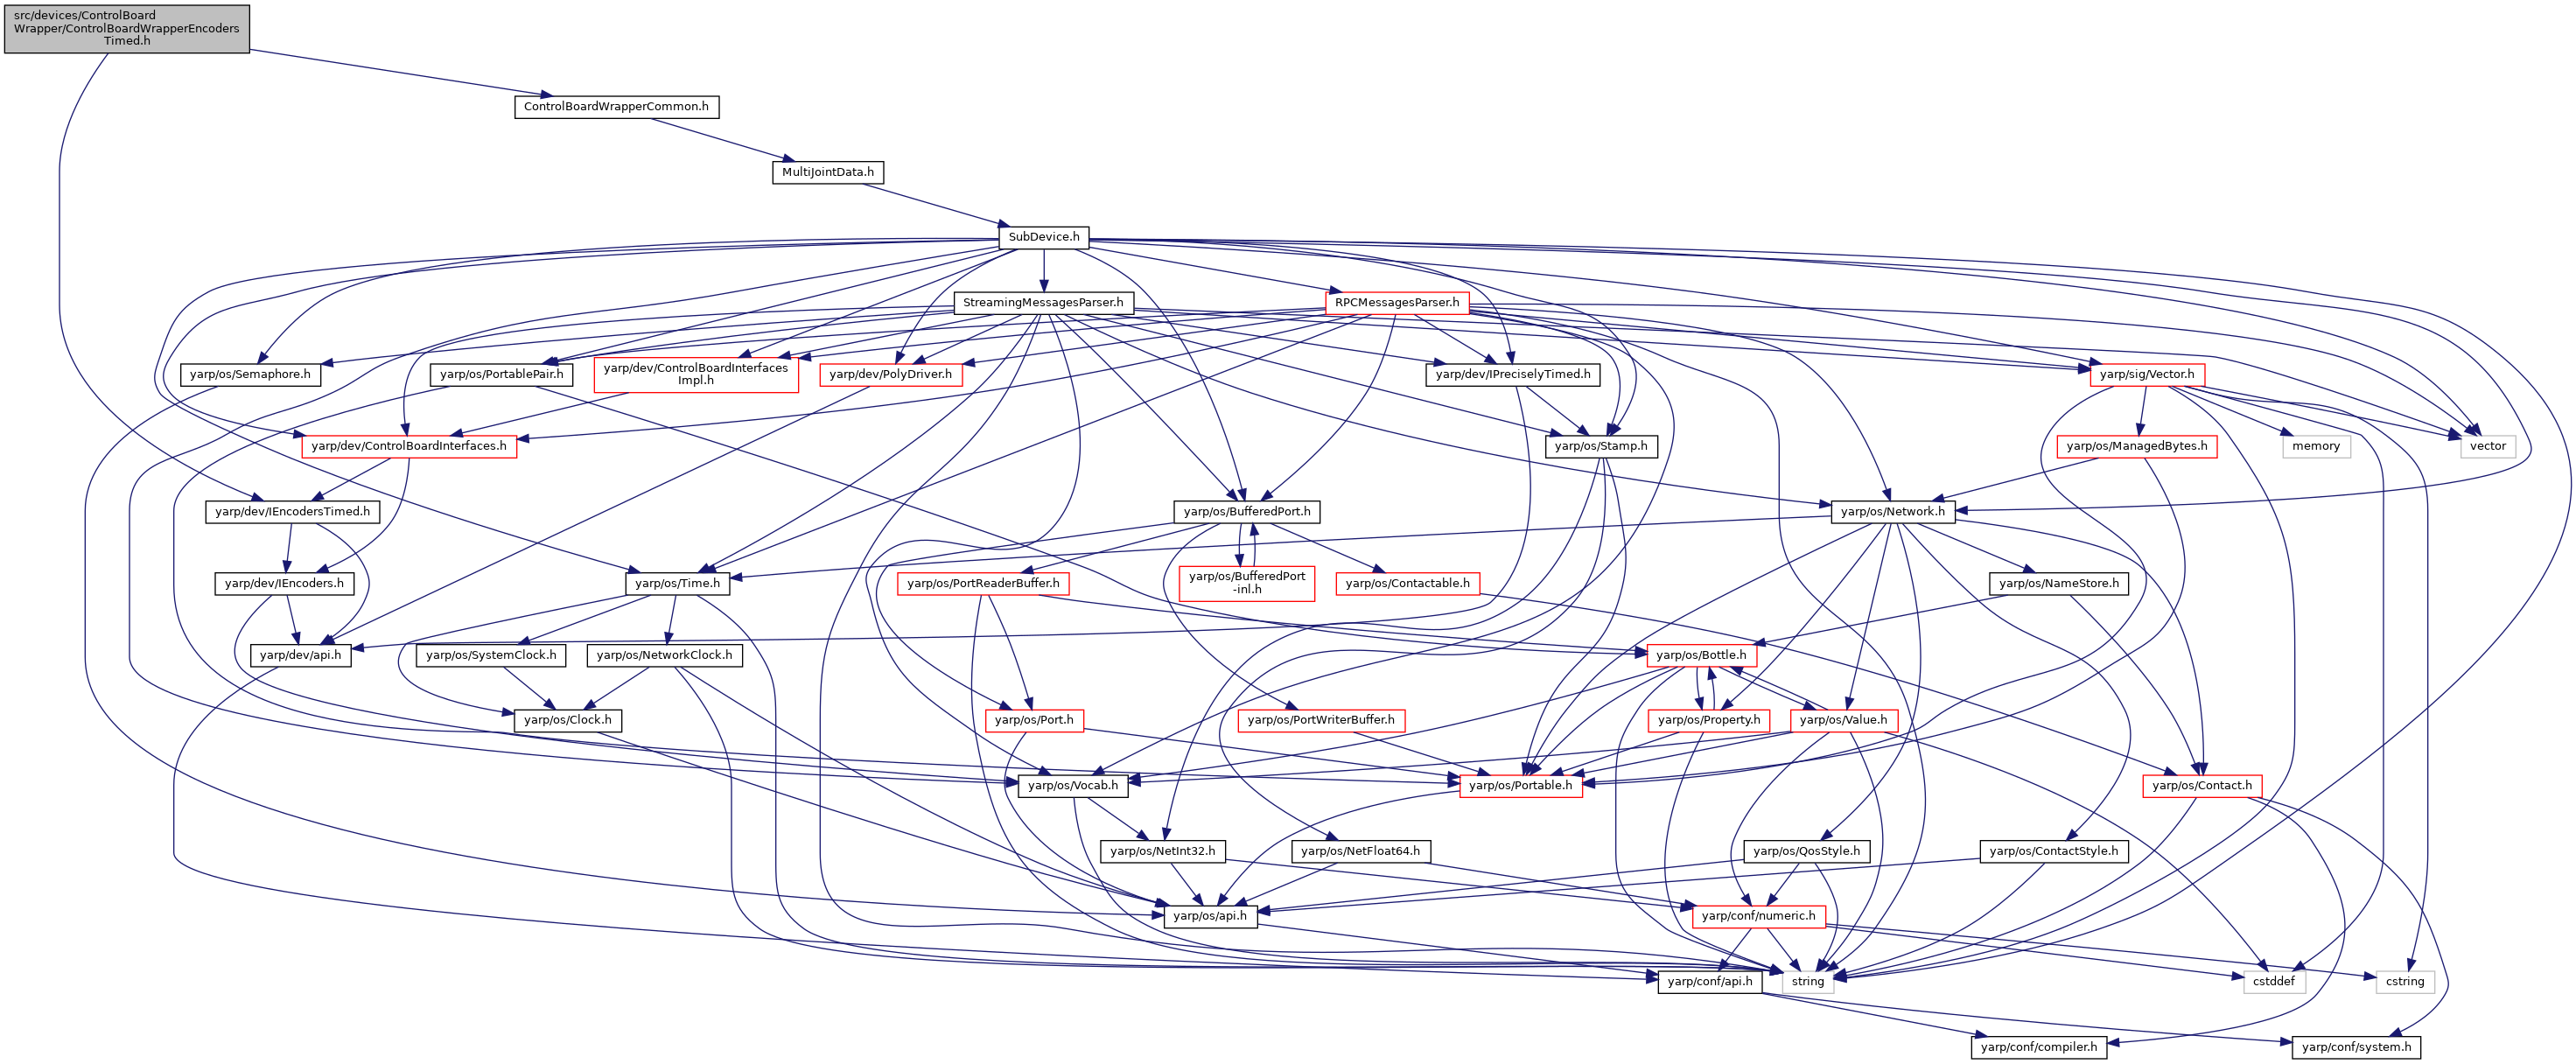 src/devices/ControlBoard
Wrapper/ControlBoardWrapperEncoders
Timed.h
ControlBoardWrapperCommon.h
MultiJointData.h
SubDevice.h
StreamingMessagesParser.h
RPCMessagesParser.h
yarp/os/Semaphore.h
yarp/os/PortablePair.h
yarp/dev/ControlBoardInterfaces
Impl.h
yarp/dev/PolyDriver.h
yarp/dev/IPreciselyTimed.h
yarp/sig/Vector.h
yarp/dev/ControlBoardInterfaces.h
yarp/os/Stamp.h
yarp/os/ManagedBytes.h
memory
vector
yarp/dev/IEncodersTimed.h
yarp/os/BufferedPort.h
yarp/os/Network.h
yarp/dev/IEncoders.h
yarp/os/Time.h
yarp/os/PortReaderBuffer.h
yarp/os/BufferedPort
-inl.h
yarp/os/Contactable.h
yarp/os/NameStore.h
yarp/dev/api.h
yarp/os/SystemClock.h
yarp/os/NetworkClock.h
yarp/os/Bottle.h
yarp/os/Clock.h
yarp/os/Port.h
yarp/os/PortWriterBuffer.h
yarp/os/Property.h
yarp/os/Value.h
yarp/os/Vocab.h
yarp/os/Portable.h
yarp/os/Contact.h
yarp/os/NetInt32.h
yarp/os/NetFloat64.h
yarp/os/QosStyle.h
yarp/os/ContactStyle.h
yarp/os/api.h
yarp/conf/numeric.h
yarp/conf/api.h
string
cstddef
cstring
yarp/conf/compiler.h
yarp/conf/system.h